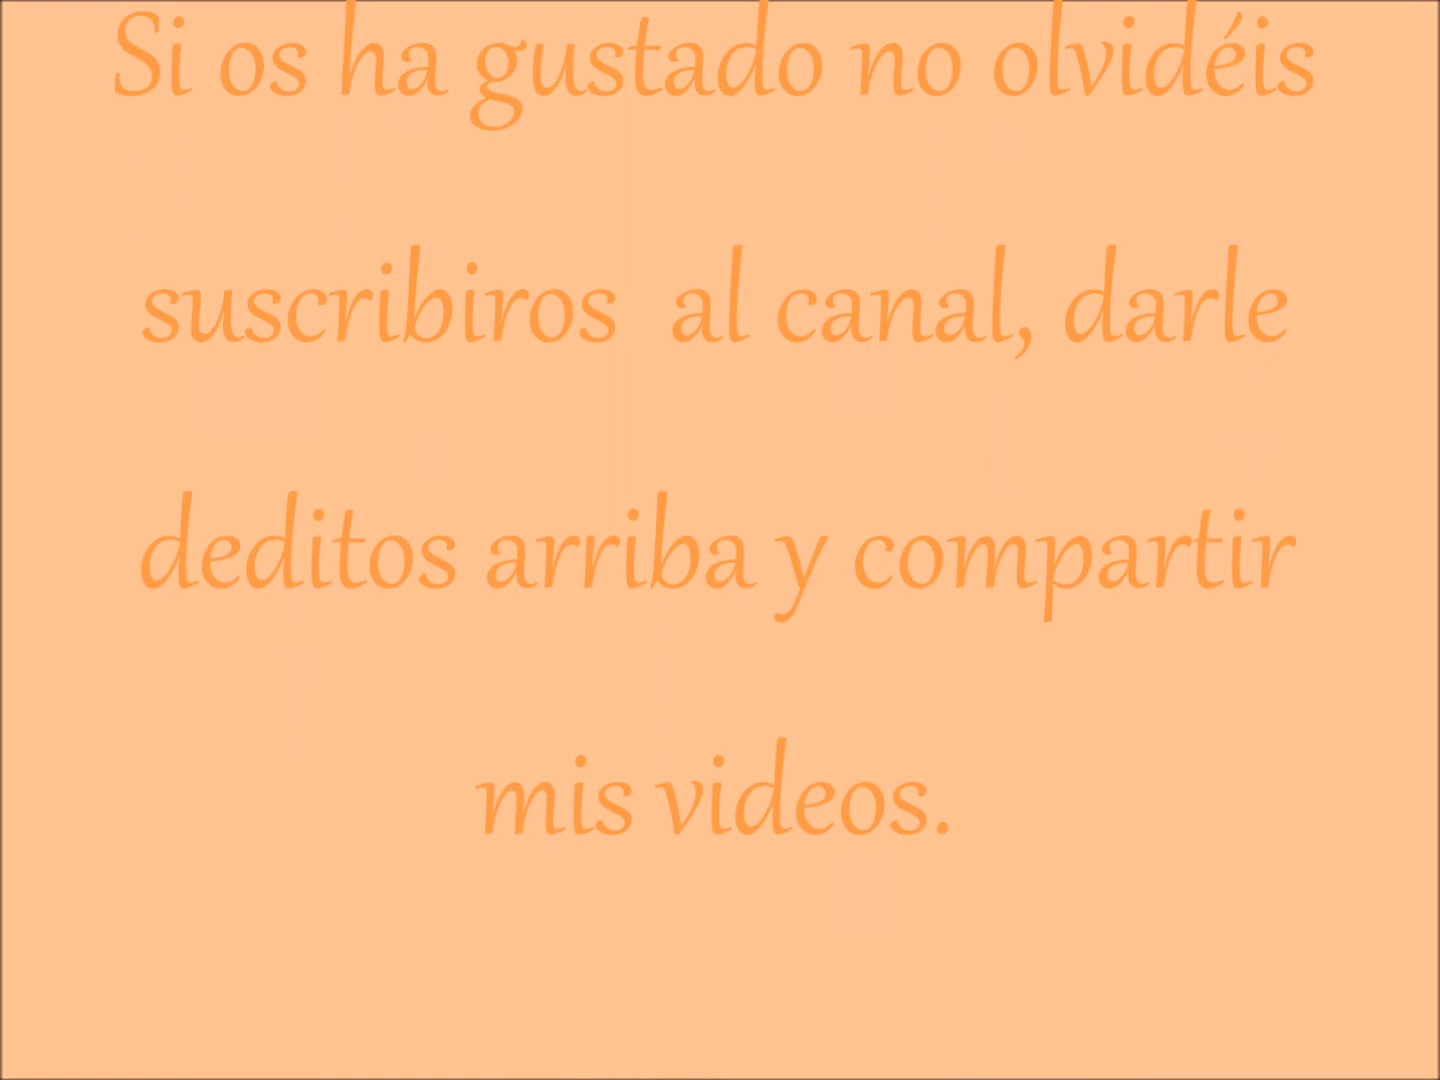 Si os ha gustado no olvidéis
suscribiros al canal, darle
deditos arriba y compartir
mis videos.